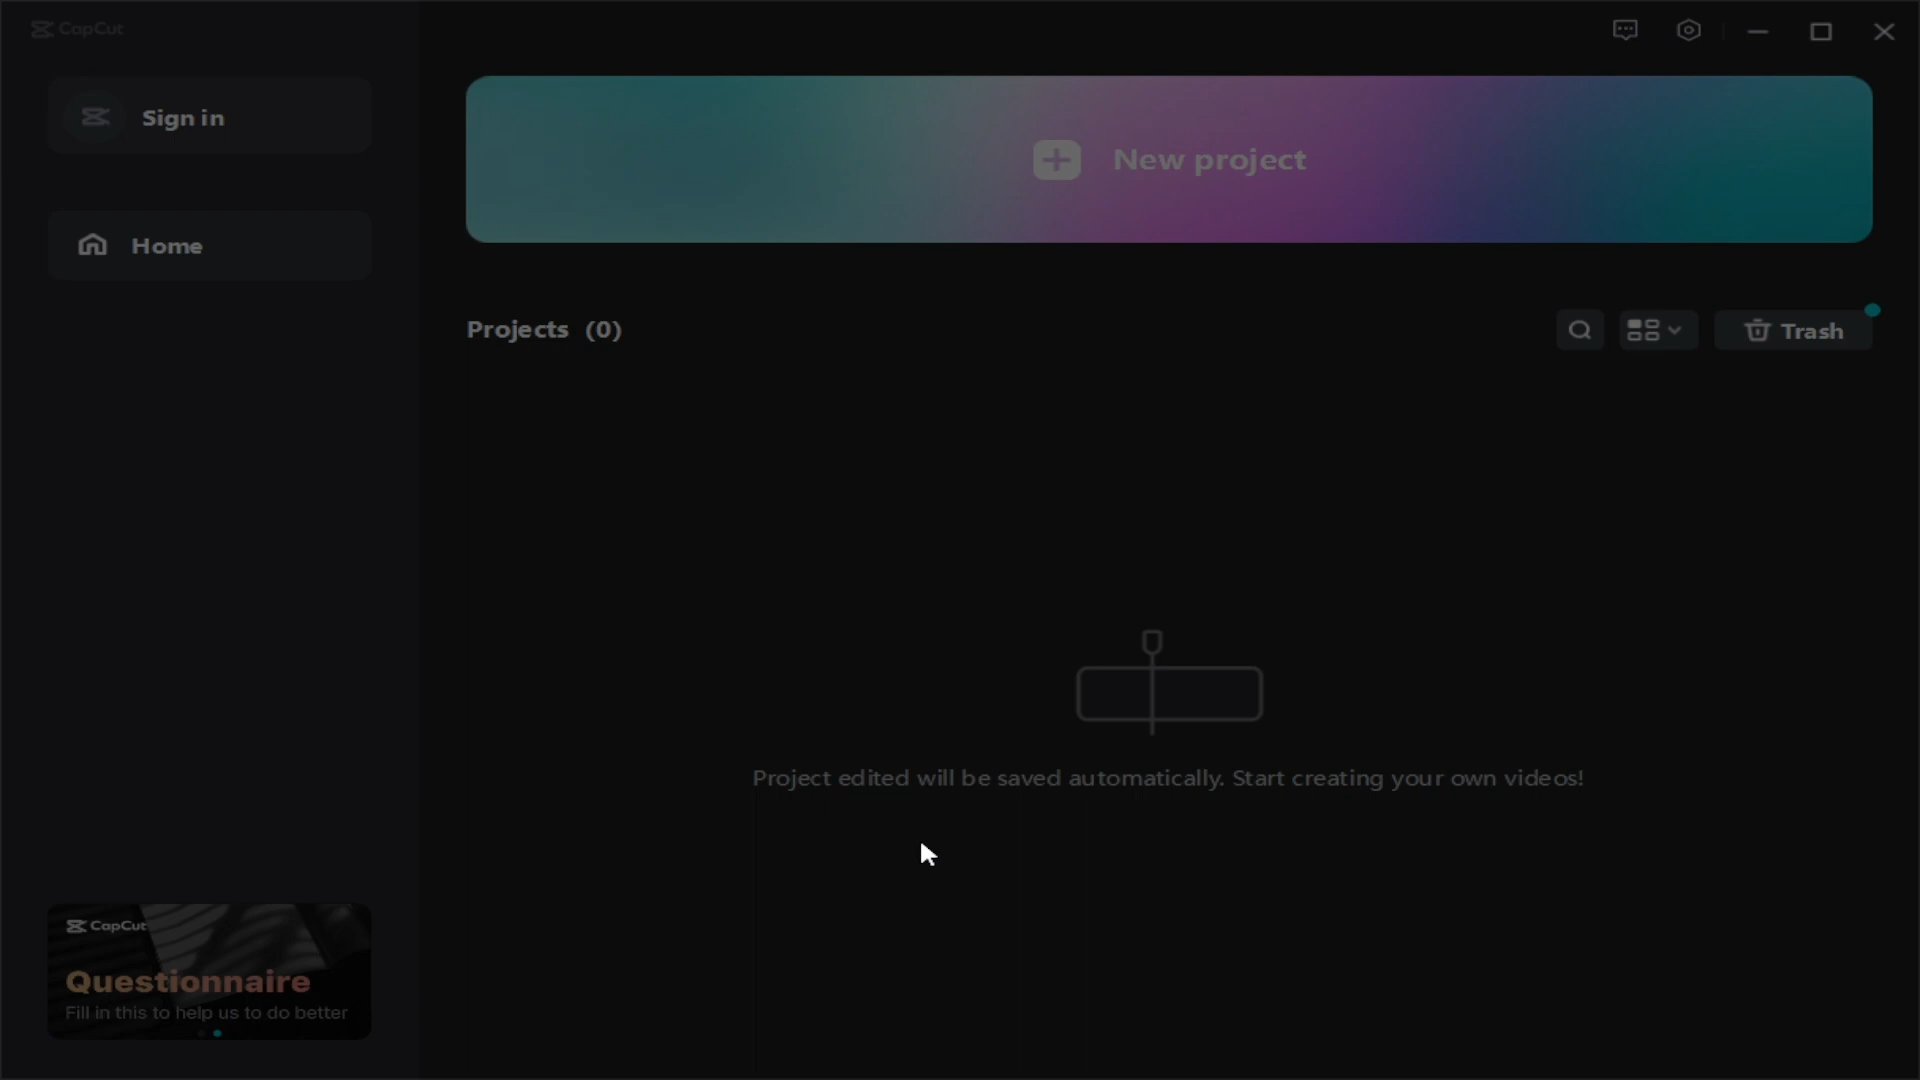 CapCut
Sign in
Home
New project
Projects (0)
Trash
Project edited will be saved automatically. Start creating your own videos!
CapCut
Questionnaire
Fill in this to help us to do better